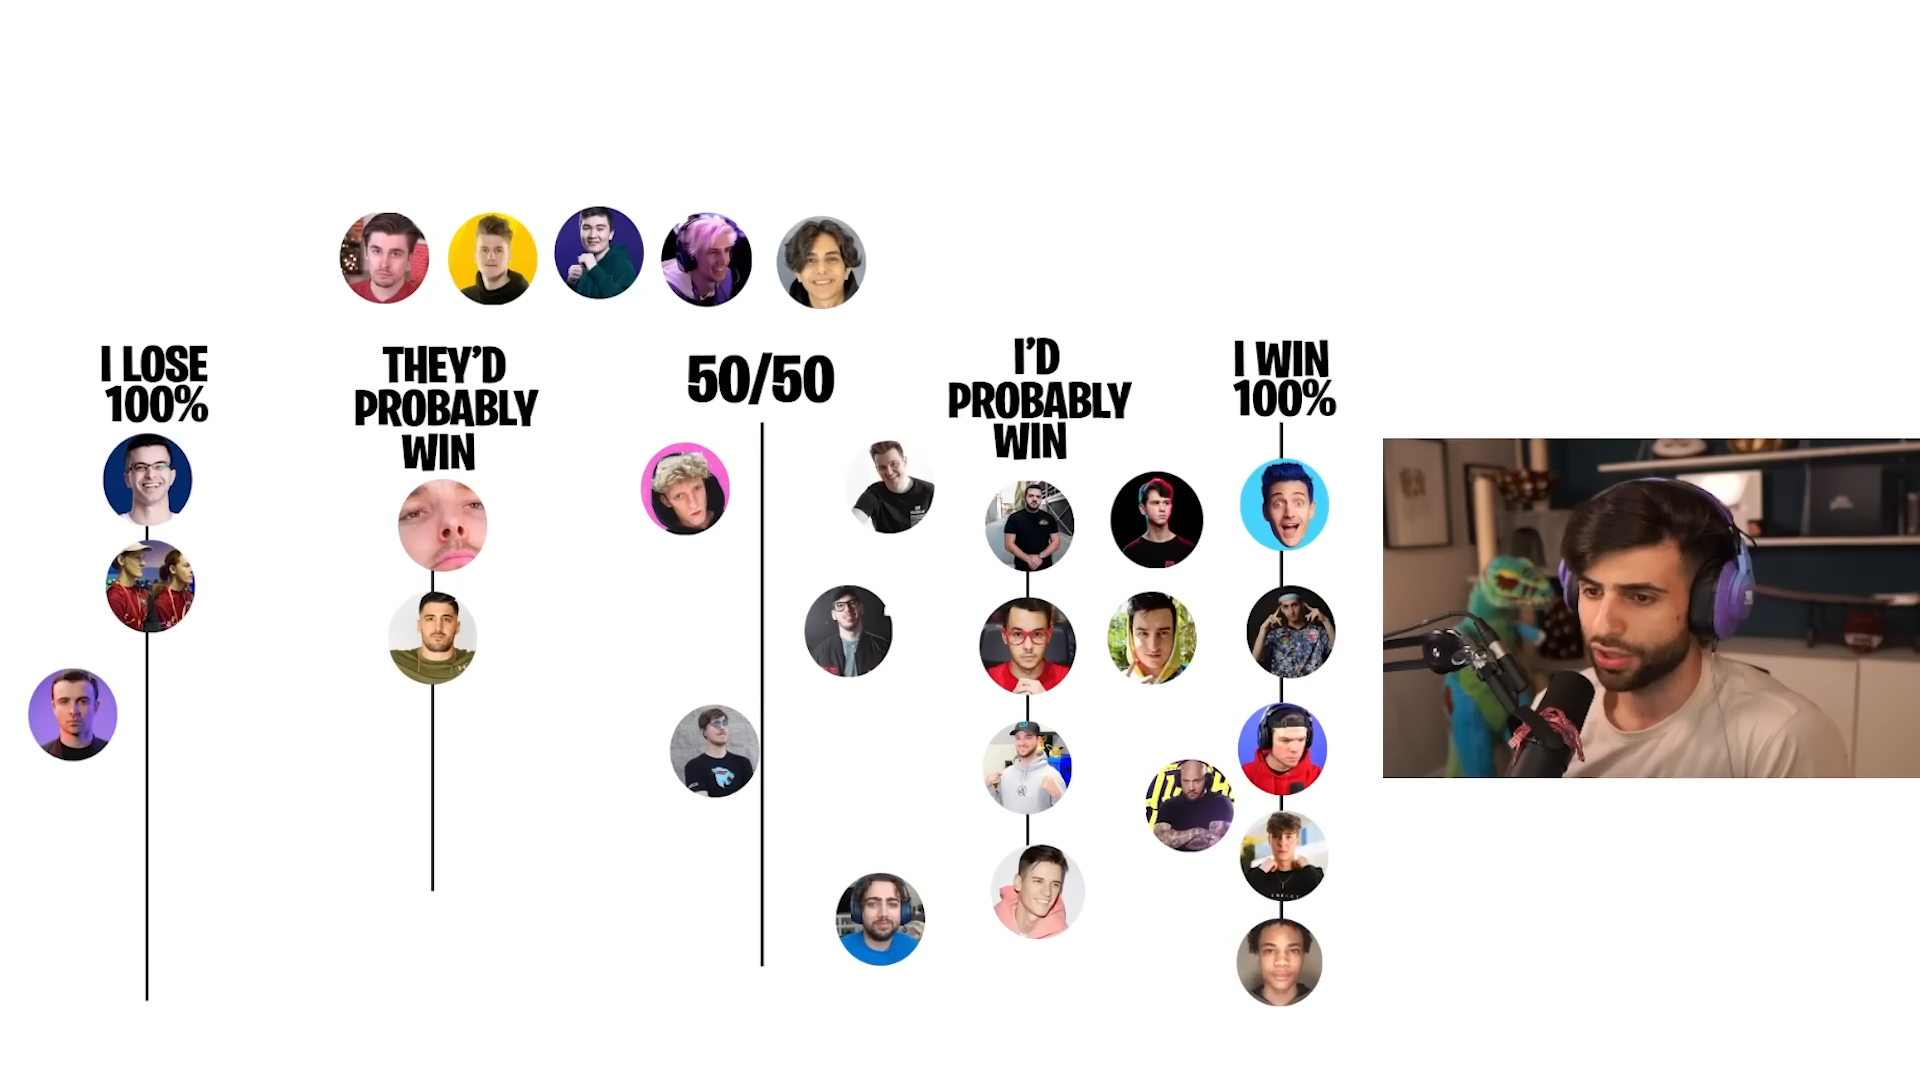 I LOSE
100%
THEY'D
PROBABLY
WIN
50/50
I'D
PROBABLY
WIN
I WIN
100%